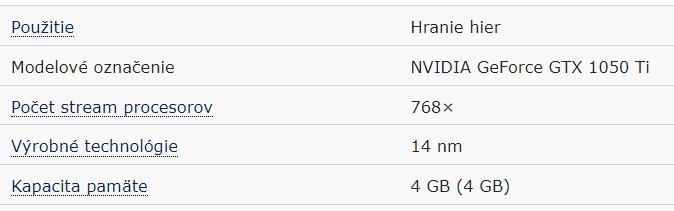 Použitie Hranie hier
Modelové označenie NVIDIA GeForce GTX 1050 Ti
Počet stream procesorov 768×
Výrobné technológie 14 nm
Kapacita pamäte 4 GB (4 GB)